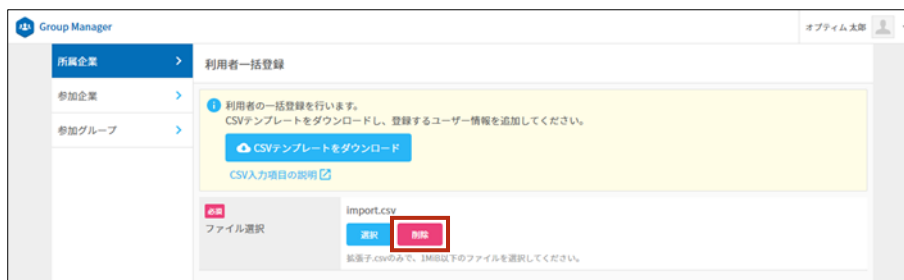 Group Manager
オプティム太郎
所属企業
利用者一括登録
参加企業
参加グループ
利用者の一括登録を行います。
CSVテンプレートをダウンロードし、登録するユーザー情報を追加してください。
CSVテンプレートをダウンロード
CSV入力項目の説明
必須
ファイル選択
import.csv
選択
削除
拡張子.csvのみで、1MiB以下のファイルを選択してください。